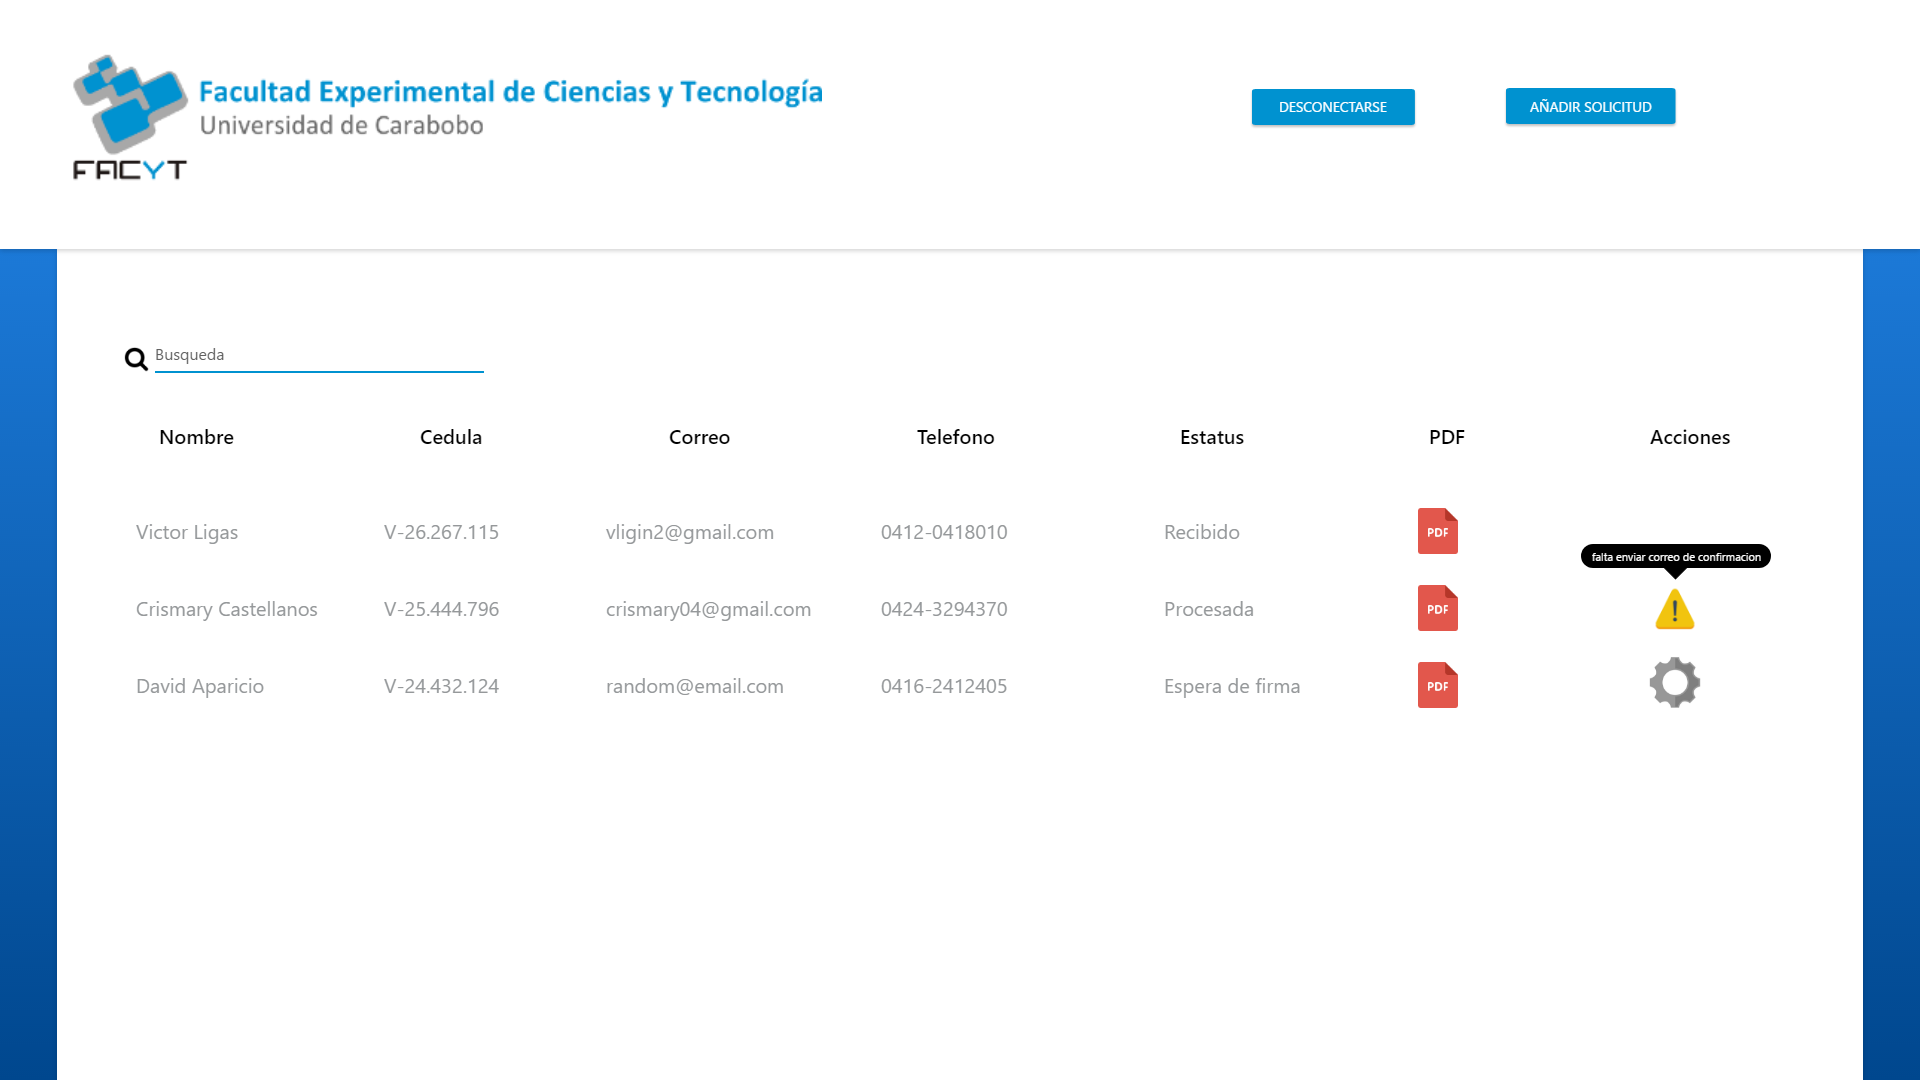 Facultad Experimental de Ciencias y Tecnología
Universidad de Carabobo
FACYT
DESCONECTARSE
AÑADIR SOLICITUD
Busqueda
Nombre Cedula Correo Telefono Estatus PDF Acciones
Victor Ligas V-26.267.115 vligin2@gmail.com 0412-0418010 Recibido PDF
falta enviar correo de confirmacion
Crismary Castellanos V-25.444.796 crismary04@gmail.com 0424-3294370 Procesada PDF
David Aparicio V-24.432.124 random@email.com 0416-2412405 Espera de firma PDF